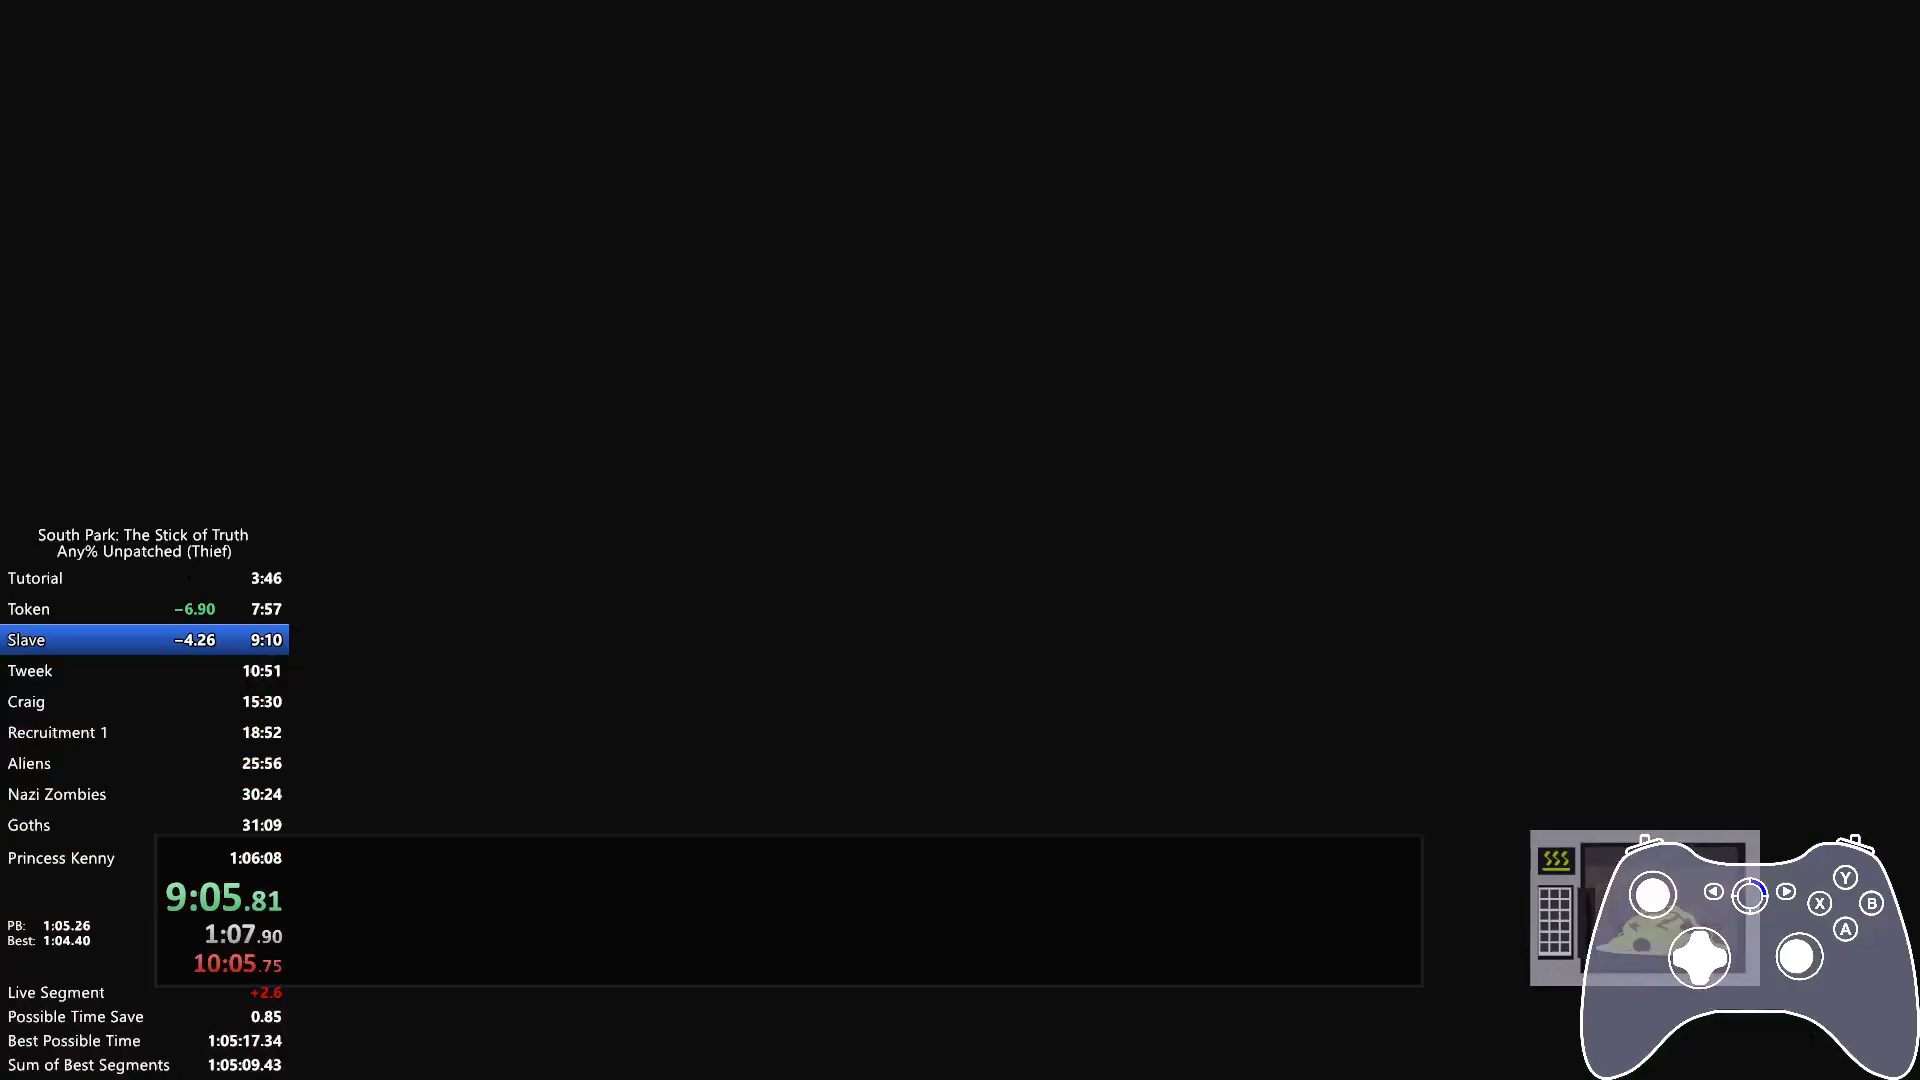 South Park: The Stick of Truth
Any% Unpatched (Thief)
Tutorial 3:46
Token −6.90 7:57
Slave −4.26 9:10
Tweek 10:51
Craig 15:30
Recruitment 1 18:52
Aliens 25:56
Nazi Zombies 30:24
Goths 31:09
Princess Kenny 1:06:08
9:05.81
PB: 1:05.26 1:07.90
Best: 1:04.40
10:05.75
Live Segment +2.6
Possible Time Save 0.85
Best Possible Time 1:05:17.34
Sum of Best Segments 1:05:09.43
Y
X B
A